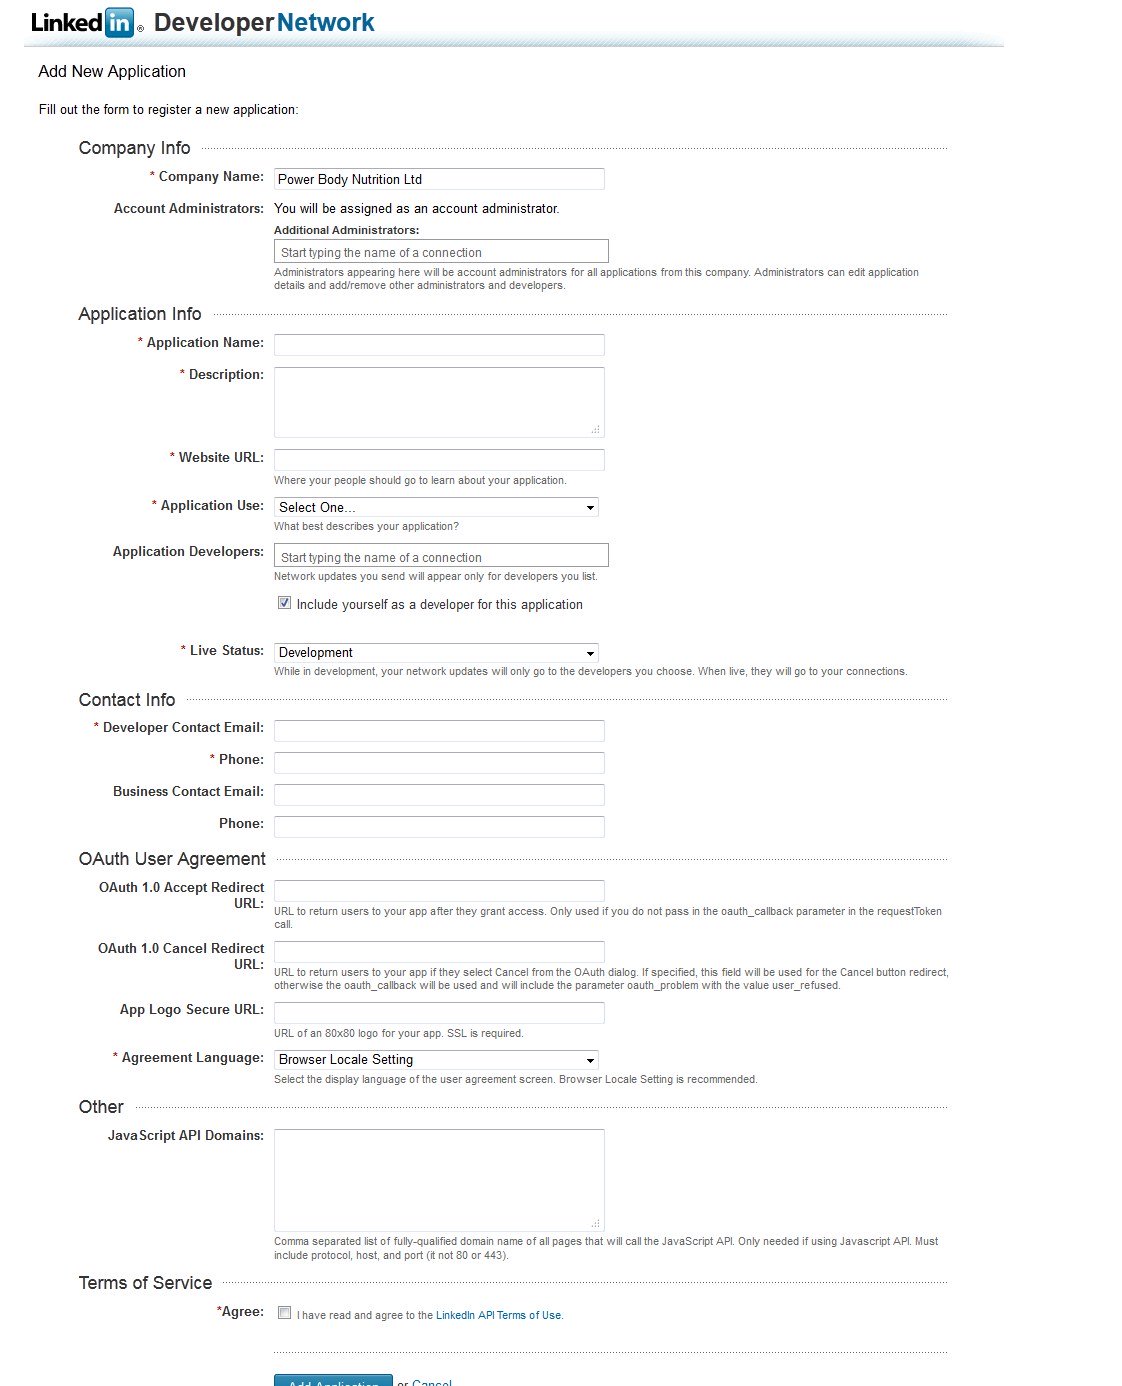 Linked in ® DeveloperNetwork
Add New Application
Fill out the form to register a new application:
Company Info
* Company Name: Power Body Nutrition Ltd
Account Administrators: You will be assigned as an account administrator.
Additional Administrators:
Start typing the name of a connection
Administrators appearing here will be account administrators for all applications from this company. Administrators can edit application
details and add/remove other administrators and developers.
Application Info
* Application Name:
* Description:
* Website URL:
Where your people should go to learn about your application.
* Application Use: Select One...
What best describes your application?
Application Developers: Start typing the name of a connection
Network updates you send will appear only for developers you list.
Include yourself as a developer for this application
* Live Status: Development
While in development, your network updates will only go to the developers you choose. When live, they will go to your connections.
Contact Info
* Developer Contact Email:
* Phone:
Business Contact Email:
Phone:
OAuth User Agreement
OAuth 1.0 Accept Redirect
URL:
URL to return users to your app after they grant access. Only used if you do not pass in the oauth_callback parameter in the requestToken
call.
OAuth 1.0 Cancel Redirect
URL:
URL to return users to your app if they select Cancel from the OAuth dialog. If specified, this field will be used for the Cancel button redirect,
otherwise the oauth_callback will be used and will include the parameter oauth_problem with the value user_refused.
App Logo Secure URL:
URL of an 80x80 logo for your app. SSL is required.
* Agreement Language: Browser Locale Setting
Select the display language of the user agreement screen. Browser Locale Setting is recommended.
Other
JavaScript API Domains:
Comma separated list of fully-qualified domain name of all pages that will call the JavaScript API. Only needed if using Javascript API. Must
include protocol, host, and port (it not 80 or 443).
Terms of Service
*Agree: I have read and agree to the LinkedIn API Terms of Use.
Add Application or Cancel